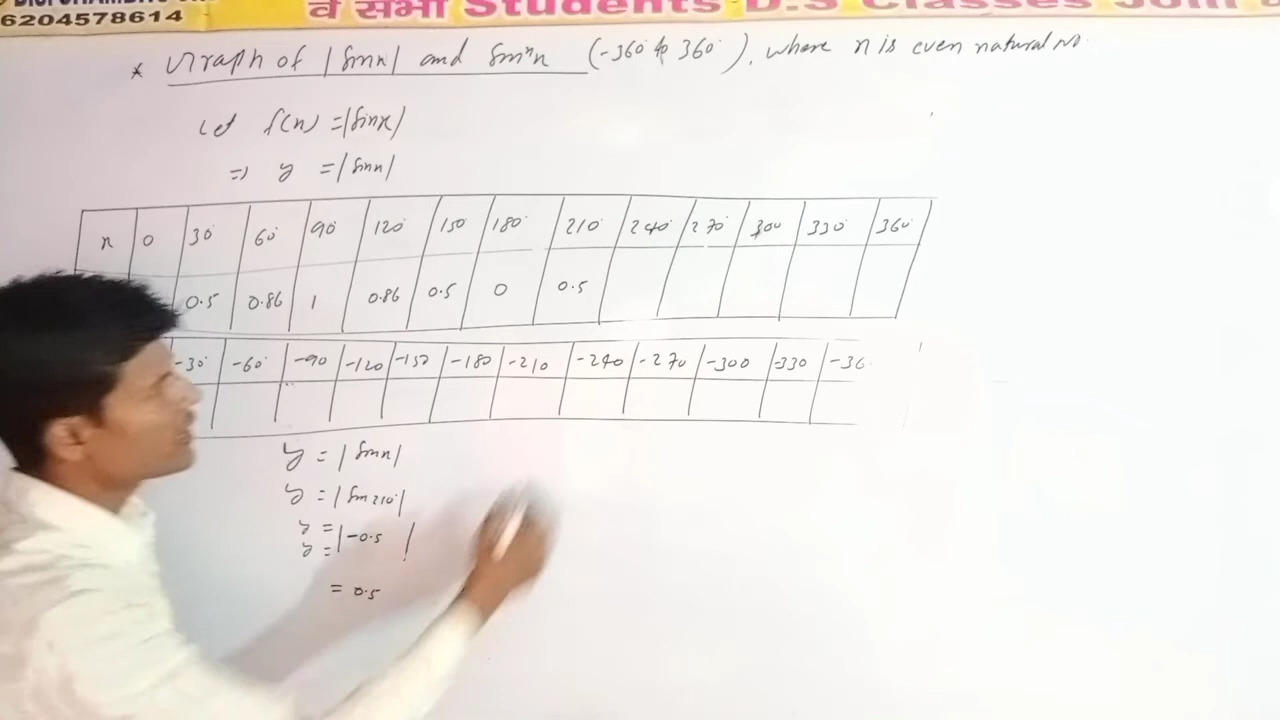 वे सभी Students D.S Classes Join
6204578614
* Graph of |sinx| and sinⁿx (-360° to 360°), where n is even natural No.
Let f(x) = |sinx|
⇒ y = |sinx|
x 0 30° 60° 90° 120° 150° 180° 210° 240° 270° 300 330° 360°
0.5 0.86 1 0.86 0.5 0 0.5
-30° -60° -90 -120 -150 -180 -210 -240 -270 -300 -330 -36
y = |sinx|
y = |sin210°|
y = |-0.5|
y =
= 0.5